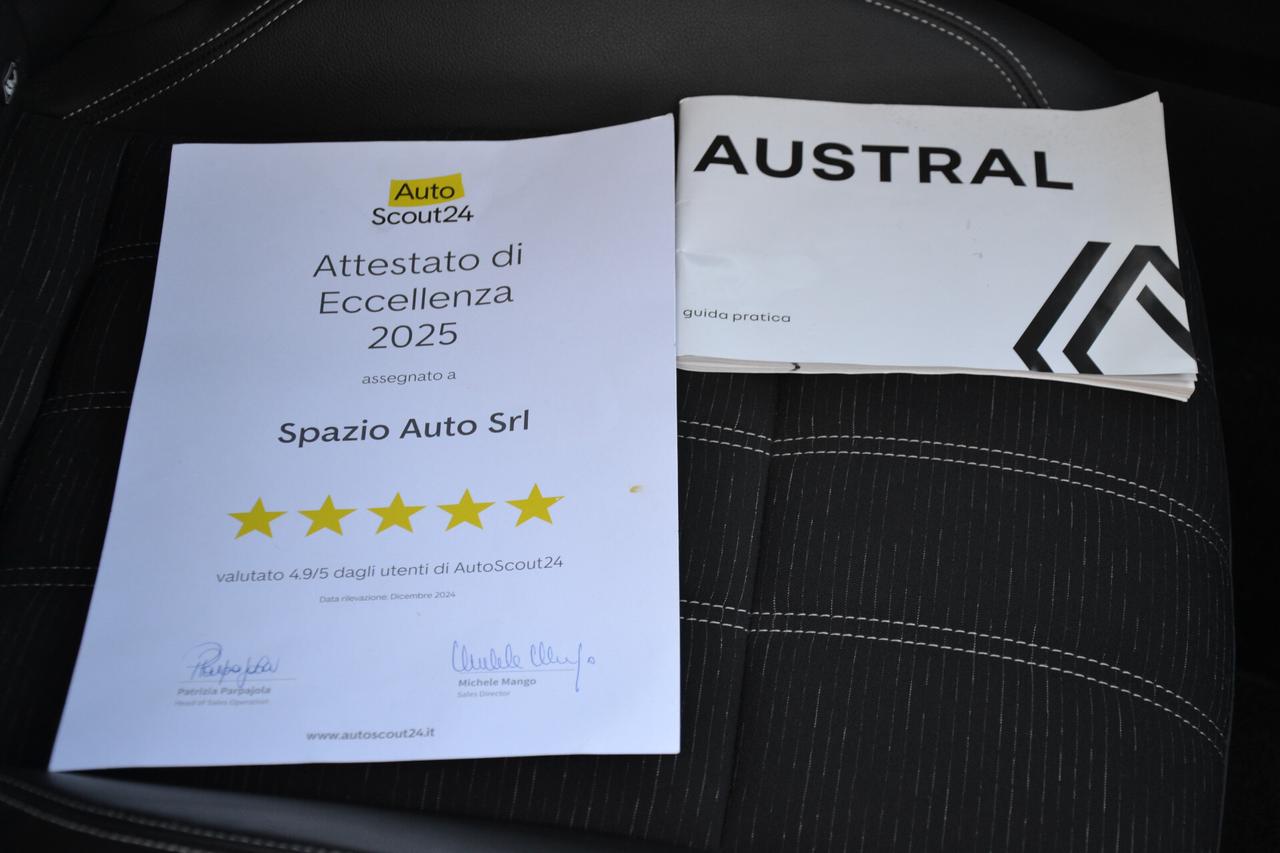 Auto
Scout24
Attestato di
Eccellenza
2025
assegnato a
Spazio Auto Srl
valutato 4.9/5 dagli utenti di AutoScout24
Data rilevazione: Dicembre 2024
Patrizia Parpajola
Head of Sales Operation
Michele Mango
Sales Director
www.autoscout24.it
AUSTRAL
guida pratica